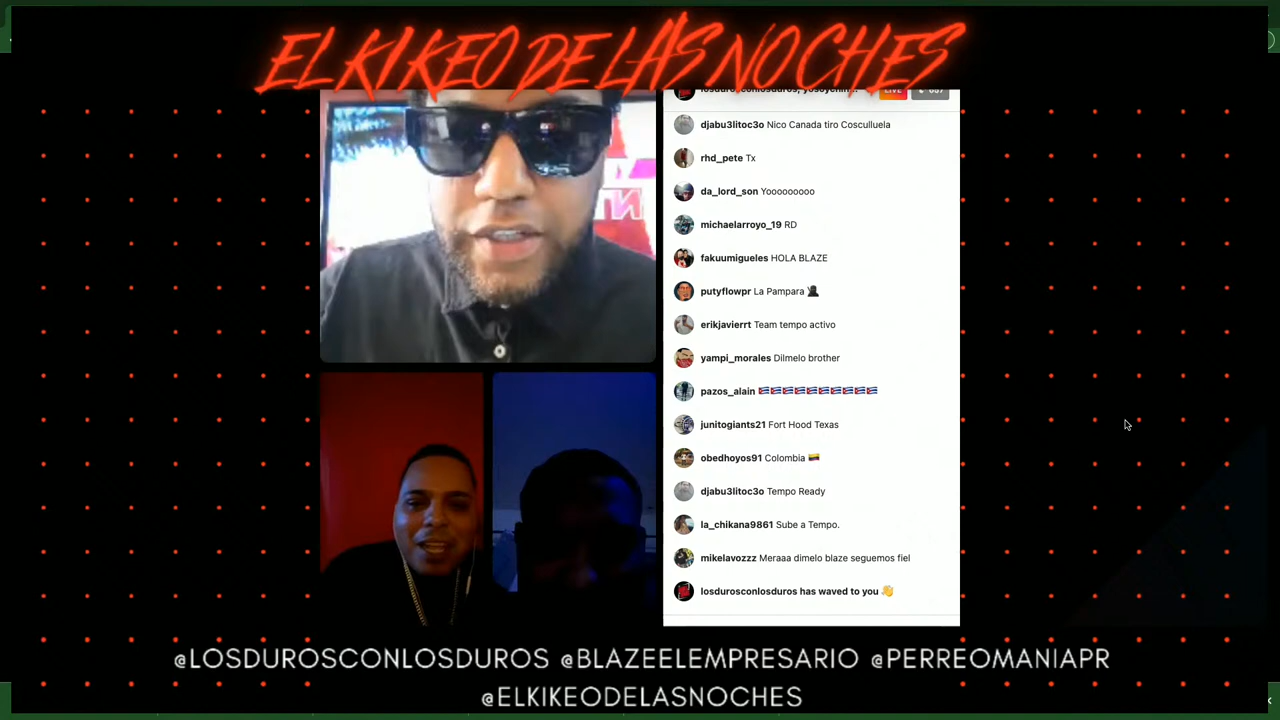 EL KIKEO DE LAS NOCHES
LIVE
djabu3litoc3o Nico Canada tiro Cosculluela
rhd_pete Tx
da_lord_son Yooooooooo
michaelarroyo_19 RD
fakuumigueles HOLA BLAZE
putyflowpr La Pampara
erikjavierrt Team tempo activo
yampi_morales Dilmelo brother
pazos_alain
junitogiants21 Fort Hood Texas
obedhoyos91 Colombia
djabu3litoc3o Tempo Ready
la_chikana9861 Sube a Tempo.
mikelavozzz Meraaa dimelo blaze seguemos fiel
losdurosconlosduros has waved to you
@LOSDUROSCONLOSDUROS @BLAZEELEMPRESARIO @PERREOMANIAPR
@ELKIKEODELASNOCHES